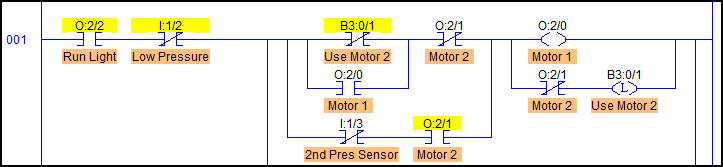 O:2/2 I:1/2 B3:0/1 O:2/1 O:2/0
001
Run Light Low Pressure Use Motor 2 Motor 2 Motor 1
O:2/0 O:2/1 B3:0/1
L
Motor 1 Motor 2 Use Motor 2
I:1/3 O:2/1
2nd Pres Sensor Motor 2